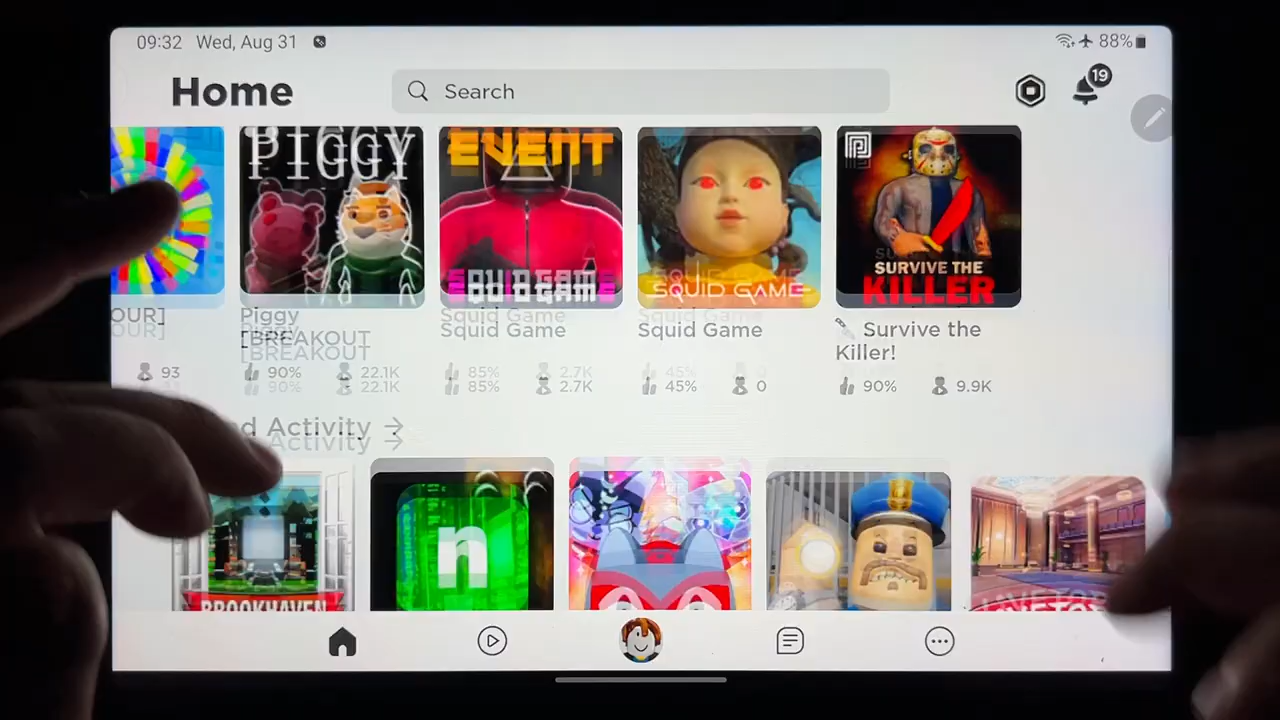 09:32 Wed, Aug 31
88%
Home
Search
19
PIGGY
EVENT
SQUID GAME
SQUID GAME
SURVIVE THE
KILLER
OUR]
Piggy
[BREAKOUT
Squid Game
Squid Game
🔪 Survive the
Killer!
93
90% 22.1K
85% 2.7K
45% 0
90% 9.9K
d Activity →
BROOKHAVEN
n